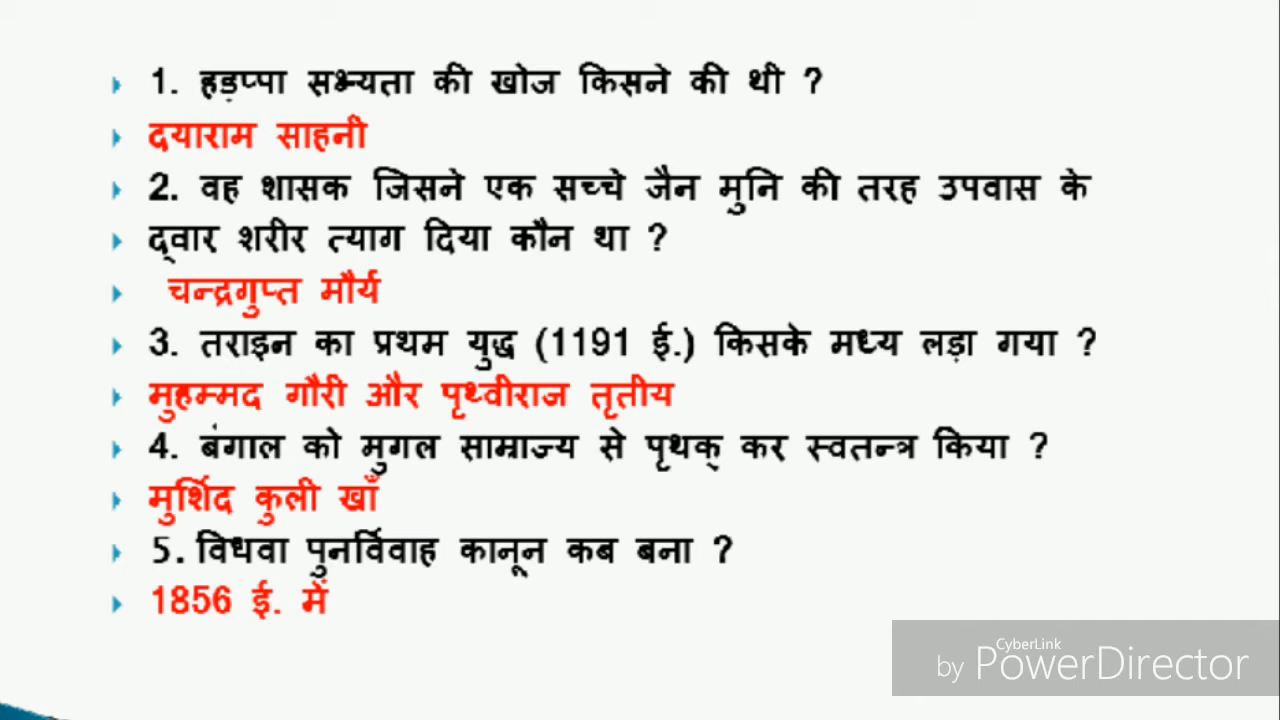 1. हड़प्पा सभ्यता की खोज किसने की थी ?
दयाराम साहनी
2. वह शासक जिसने एक सच्चे जैन मुनि की तरह उपवास के
द्वार शरीर त्याग दिया कौन था ?
चन्द्रगुप्त मौर्य
3. तराइन का प्रथम युद्ध (1191 ई.) किसके मध्य लड़ा गया ?
मुहम्मद गौरी और पृथ्वीराज तृतीय
4. बंगाल को मुगल साम्राज्य से पृथक् कर स्वतन्त्र किया ?
मुर्शिद कुली खाँ
5. विधवा पुनर्विवाह कानून कब बना ?
1856 ई. में
CyberLink
by PowerDirector